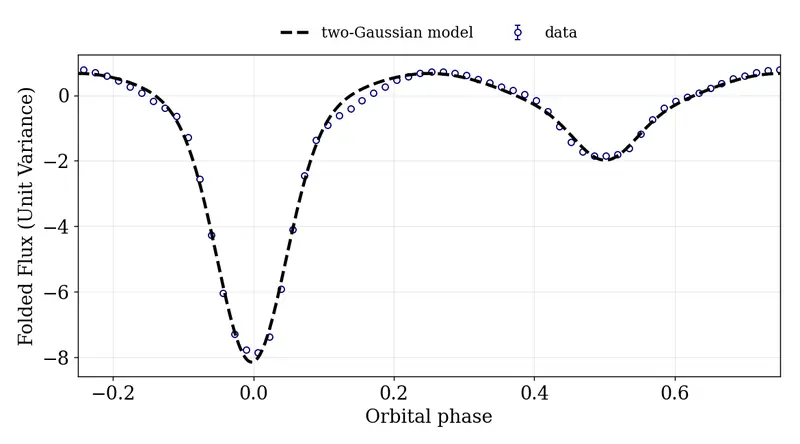 two-Gaussian model
data
Folded Flux (Unit Variance)
0
−2
−4
−6
−8
−0.2
0.0
0.2
0.4
0.6
Orbital phase